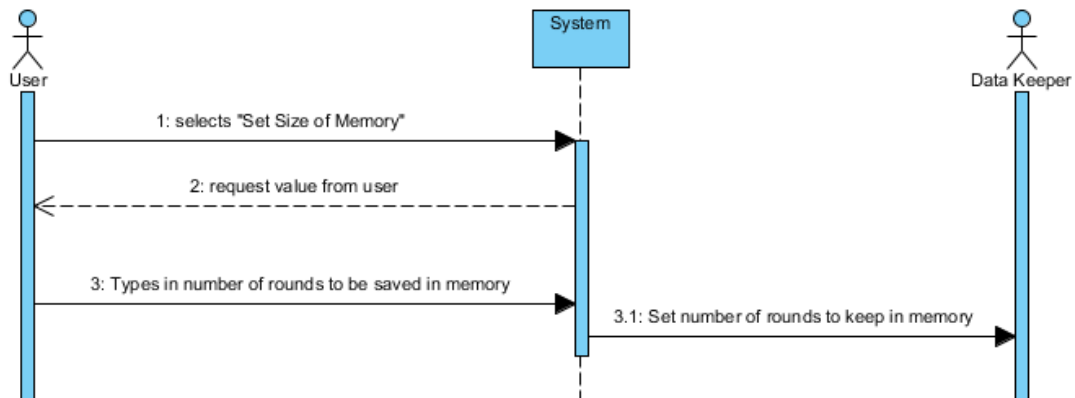 System
User
Data Keeper
1: selects "Set Size of Memory"
2: request value from user
3: Types in number of rounds to be saved in memory
3.1: Set number of rounds to keep in memory